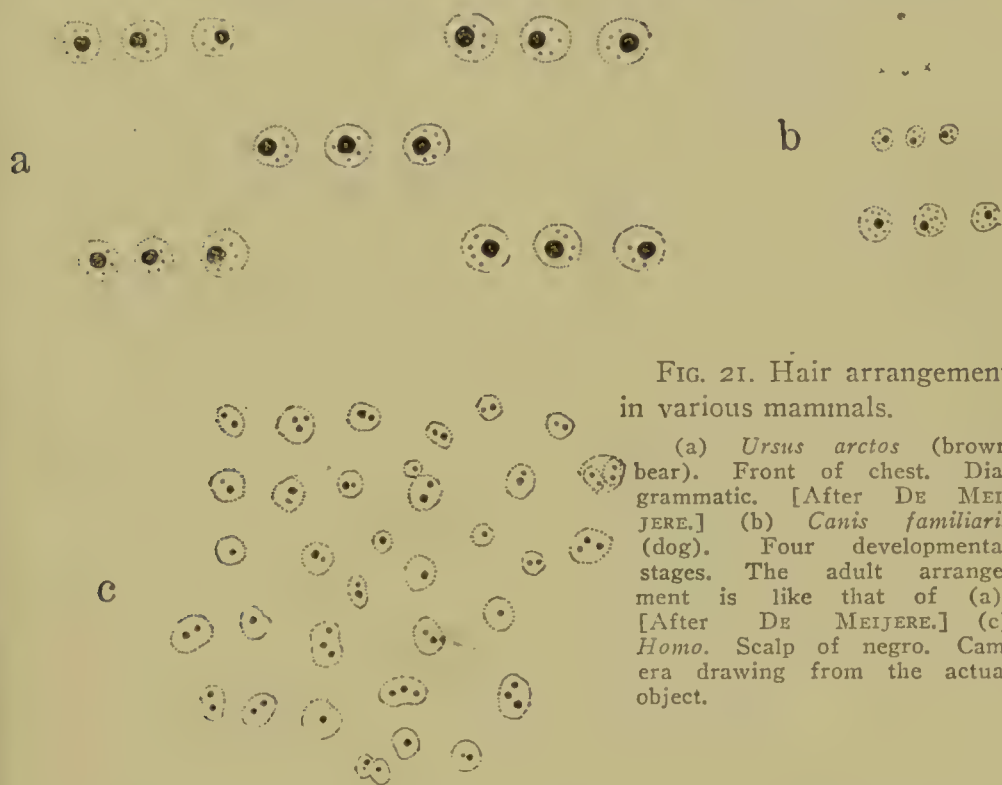 a
b
c
FIG. 21. Hair arrangemen
in various mammals.
(a) Ursus arctos (brown
bear). Front of chest. Dia
grammatic. [After DE MEI
JERE.] (b) Canis familiari
(dog). Four developmenta
stages. The adult arrange
ment is like that of (a)
[After DE MEIJERE.] (c
Homo. Scalp of negro. Cam
era drawing from the actua
object.